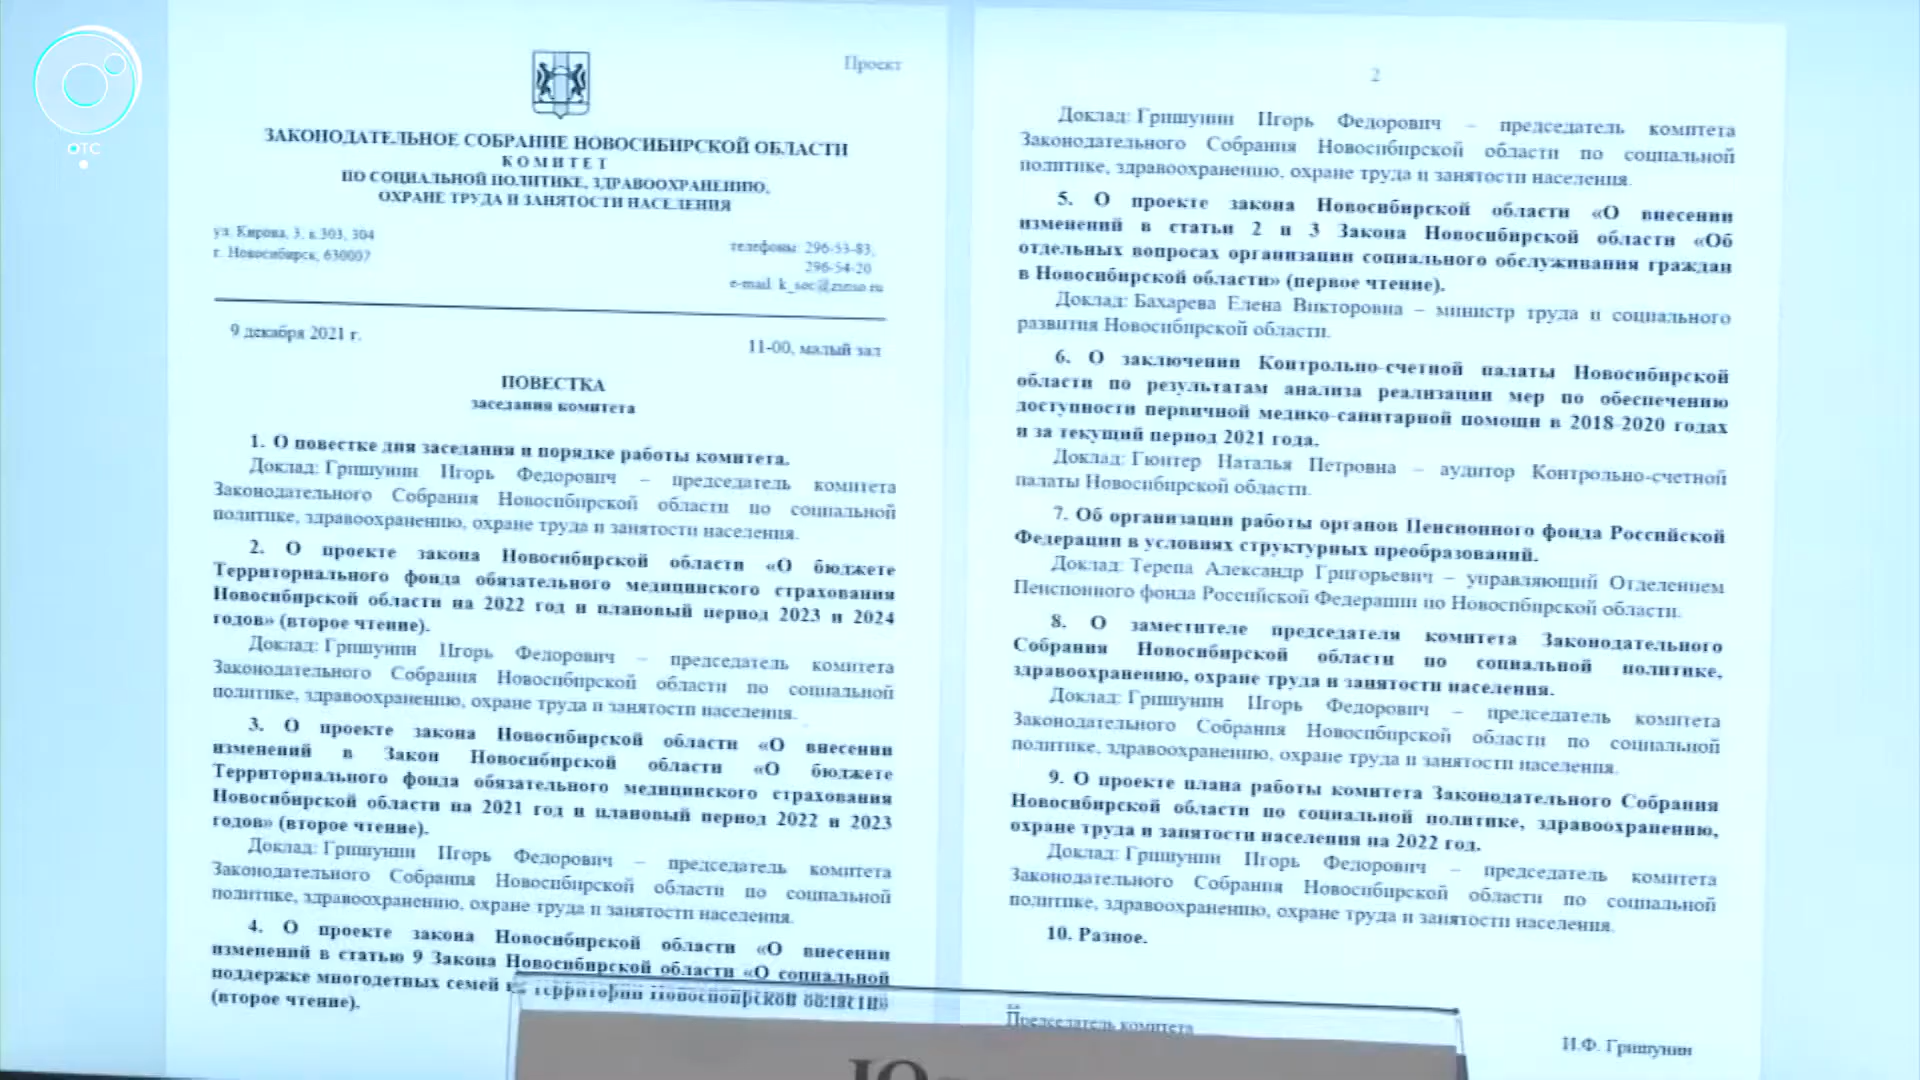 ОТС
Проект
ЗАКОНОДАТЕЛЬНОЕ СОБРАНИЕ НОВОСИБИРСКОЙ ОБЛАСТИ
КОМИТЕТ
ПО СОЦИАЛЬНОЙ ПОЛИТИКЕ, ЗДРАВООХРАНЕНИЮ,
ОХРАНЕ ТРУДА И ЗАНЯТОСТИ НАСЕЛЕНИЯ
ул. Кирова, 3, к.303, 304
г. Новосибирск, 630007
телефоны: 296-53-83,
296-54-20
e-mail: k_soc@zsnso.ru
9 декабря 2021 г.
11-00, малый зал
ПОВЕСТКА
заседания комитета
1. О повестке дня заседания и порядке работы комитета.
Доклад: Гришунин Игорь Федорович – председатель комитета
Законодательного Собрания Новосибирской области по социальной
политике, здравоохранению, охране труда и занятости населения.
2. О проекте закона Новосибирской области «О бюджете
Территориального фонда обязательного медицинского страхования
Новосибирской области на 2022 год и плановый период 2023 и 2024
годов» (второе чтение).
Доклад: Гришунин Игорь Федорович – председатель комитета
Законодательного Собрания Новосибирской области по социальной
политике, здравоохранению, охране труда и занятости населения.
3. О проекте закона Новосибирской области «О внесении
изменений в Закон Новосибирской области «О бюджете
Территориального фонда обязательного медицинского страхования
Новосибирской области на 2021 год и плановый период 2022 и 2023
годов» (второе чтение).
Доклад: Гришунин Игорь Федорович – председатель комитета
Законодательного Собрания Новосибирской области по социальной
политике, здравоохранению, охране труда и занятости населения.
4. О проекте закона Новосибирской области «О внесении
изменений в статью 9 Закона Новосибирской области «О социальной
поддержке многодетных семей на территории Новосибирской области»
(второе чтение).
2
Доклад: Гришунин Игорь Федорович – председатель комитета
Законодательного Собрания Новосибирской области по социальной
политике, здравоохранению, охране труда и занятости населения.
5. О проекте закона Новосибирской области «О внесении
изменений в статьи 2 и 3 Закона Новосибирской области «Об
отдельных вопросах организации социального обслуживания граждан
в Новосибирской области» (первое чтение).
Доклад: Бахарева Елена Викторовна – министр труда и социального
развития Новосибирской области.
6. О заключении Контрольно-счетной палаты Новосибирской
области по результатам анализа реализации мер по обеспечению
доступности первичной медико-санитарной помощи в 2018-2020 годах
и за текущий период 2021 года.
Доклад: Гюнтер Наталья Петровна – аудитор Контрольно-счетной
палаты Новосибирской области.
7. Об организации работы органов Пенсионного фонда Российской
Федерации в условиях структурных преобразований.
Доклад: Терепа Александр Григорьевич – управляющий Отделением
Пенсионного фонда Российской Федерации по Новосибирской области.
8. О заместителе председателя комитета Законодательного
Собрания Новосибирской области по социальной политике,
здравоохранению, охране труда и занятости населения.
Доклад: Гришунин Игорь Федорович – председатель комитета
Законодательного Собрания Новосибирской области по социальной
политике, здравоохранению, охране труда и занятости населения.
9. О проекте плана работы комитета Законодательного Собрания
Новосибирской области по социальной политике, здравоохранению,
охране труда и занятости населения на 2022 год.
Доклад: Гришунин Игорь Федорович – председатель комитета
Законодательного Собрания Новосибирской области по социальной
политике, здравоохранению, охране труда и занятости населения.
10. Разное.
Председатель комитета
И.Ф. Гришунин